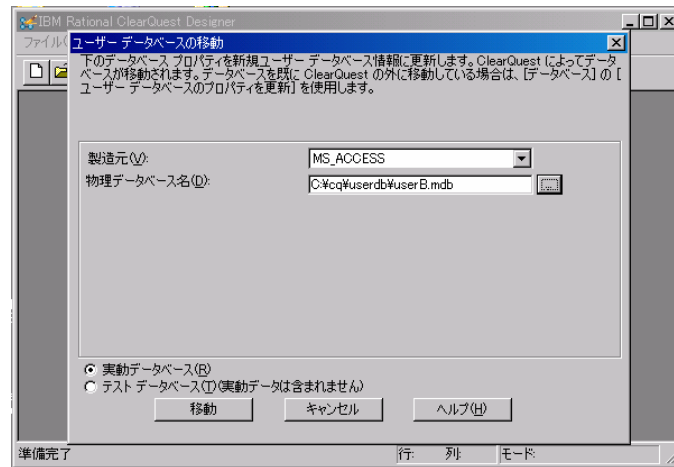 IBM Rational ClearQuest Designer
ファイル(
ユーザー データベースの移動
下のデータベース プロパティを新規ユーザー データベース情報に更新します。ClearQuest によってデータ
ベースが移動されます。データベースを既に ClearQuest の外に移動している場合は、[データベース] の [
ユーザー データベースのプロパティを更新] を使用します。
製造元(V): MS_ACCESS
物理データベース名(D): C:¥cq¥userdb¥userB.mdb ...
実動データベース(R)
テスト データベース(T)(実動データは含まれません)
移動 キャンセル ヘルプ(H)
準備完了 行: 列: モード: